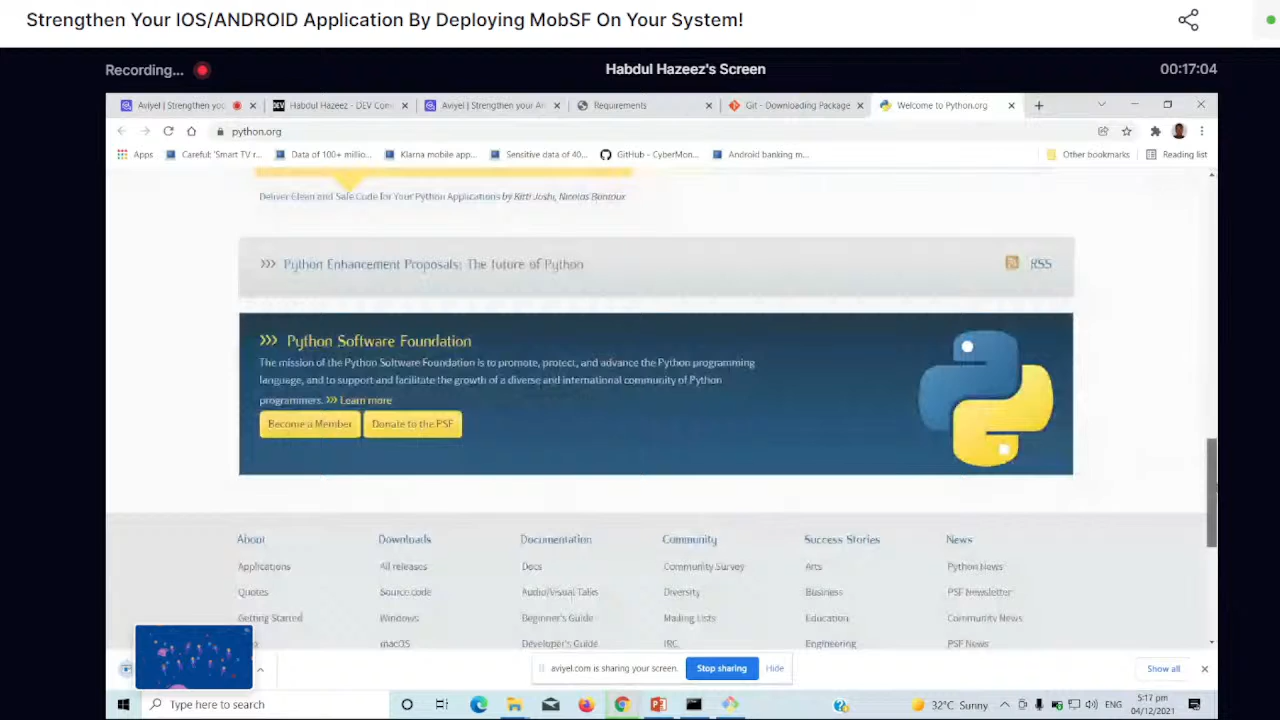 Strengthen Your IOS/ANDROID Application By Deploying MobSF On Your System!
Recording...
Habdul Hazeez's Screen
00:17:04
Aviyel | Strengthen you
Habdul Hazeez - DEV Com
Aviyel | Strengthen your An
Requirements
Git - Downloading Package
Welcome to Python.org
python.org
Apps
Careful: 'Smart TV r...
Data of 100+ millio...
Klarna mobile app...
Sensitive data of 40...
GitHub - CyberMon...
Android banking m...
Other bookmarks
Reading list
Deliver Clean and Safe Code for Your Python Applications by Kitti Joshi, Nicolas Bontour
>>> Python Enhancement Proposals: The future of Python
RSS
>>> Python Software Foundation
The mission of the Python Software Foundation is to promote, protect, and advance the Python programming
language, and to support and facilitate the growth of a diverse and international community of Python
programmers. >>> Learn more
Become a Member
Donate to the PSF
About
Downloads
Documentation
Community
Success Stories
News
Applications
All releases
Docs
Community Survey
Arts
Python News
Quotes
Source code
Audio/Visual Talks
Diversity
Business
PSF Newsletter
Getting Started
Windows
Beginner's Guide
Mailing Lists
Education
Community News
macOS
Developer's Guide
IRC
Engineering
PSF News
aviyel.com is sharing your screen.
Stop sharing
Hide
Show all
Type here to search
32°C Sunny
ENG
5:17 pm
04/12/2021